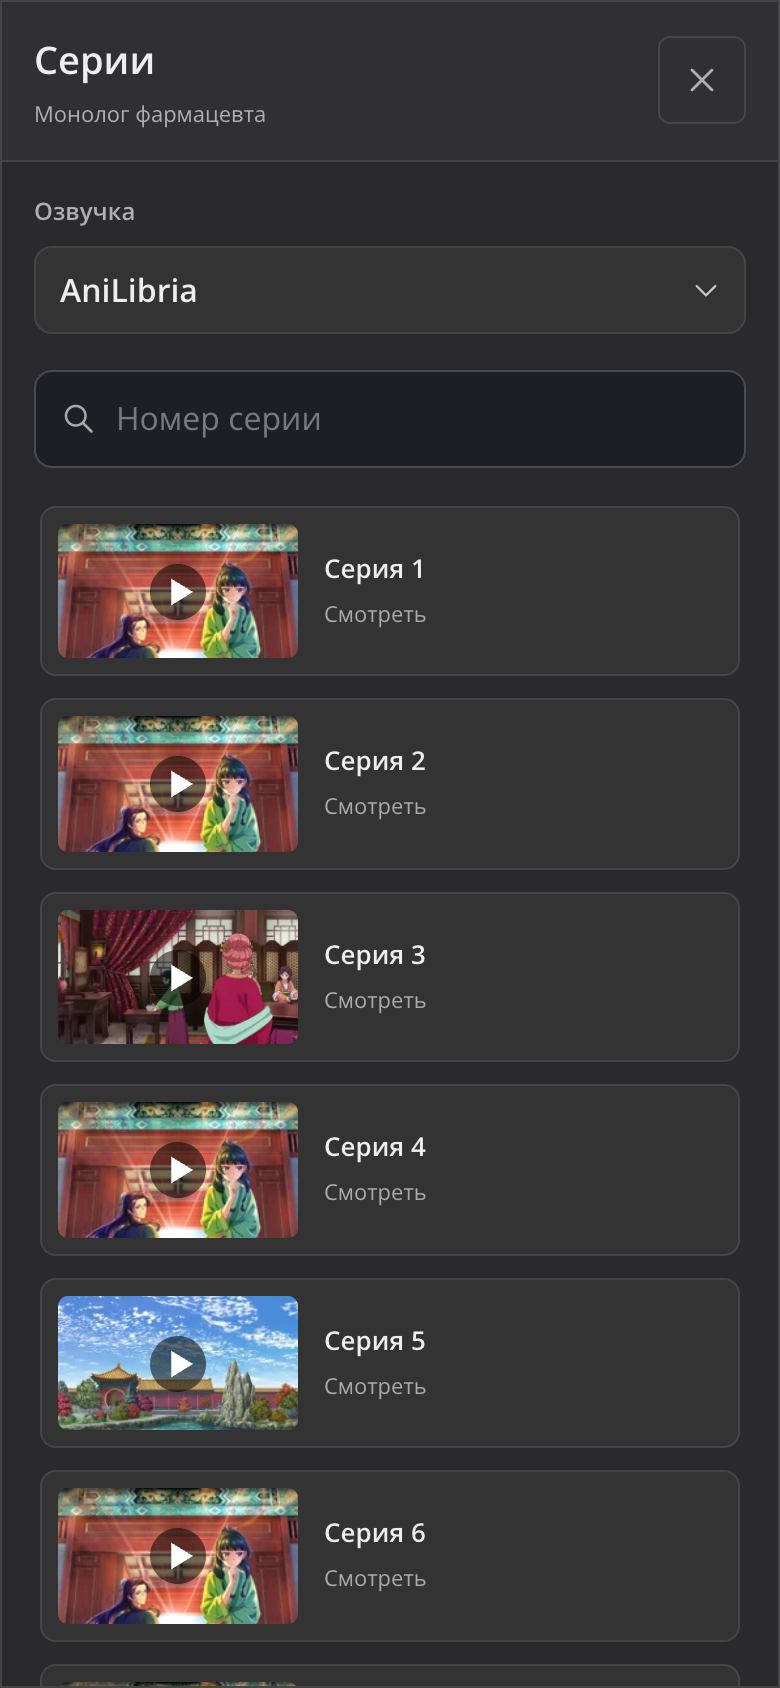 Серии
Монолог фармацевта
Озвучка
AniLibria
Номер серии
Серия 1
Смотреть
Серия 2
Смотреть
Серия 3
Смотреть
Серия 4
Смотреть
Серия 5
Смотреть
Серия 6
Смотреть